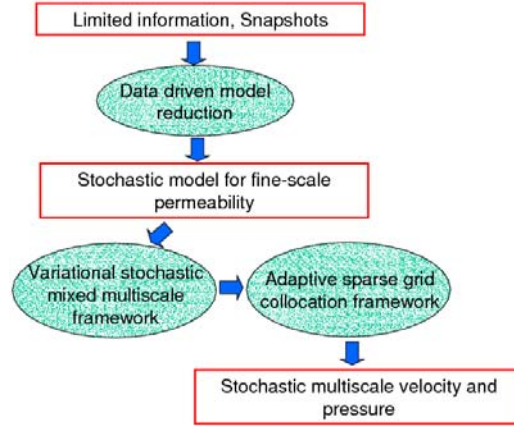 Limited information, Snapshots
Data driven model
reduction
Stochastic model for fine-scale
permeability
Variational stochastic
mixed multiscale
framework
Adaptive sparse grid
collocation framework
Stochastic multiscale velocity and
pressure